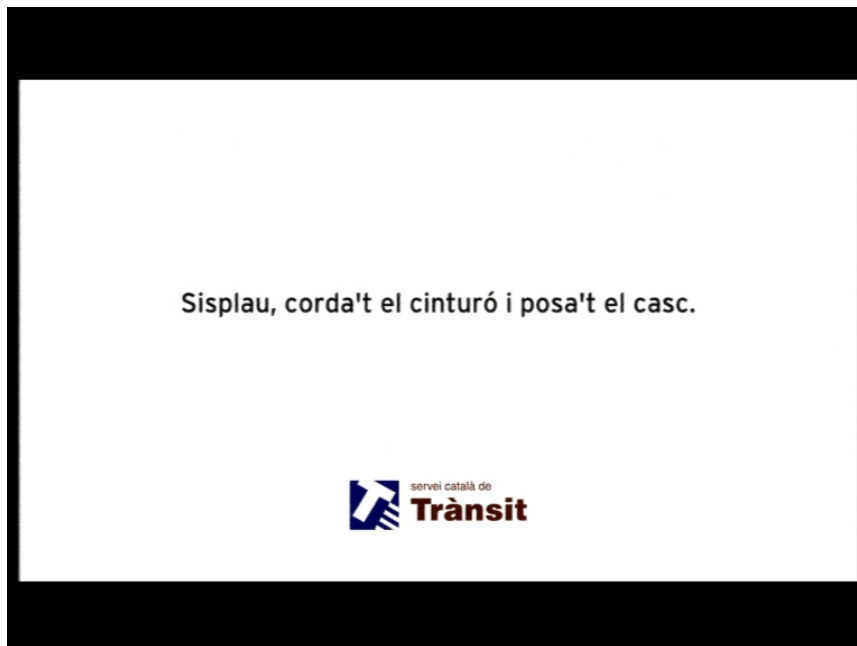 Sisplau, corda't el cinturó i posa't el casc.
servei català de
Trànsit